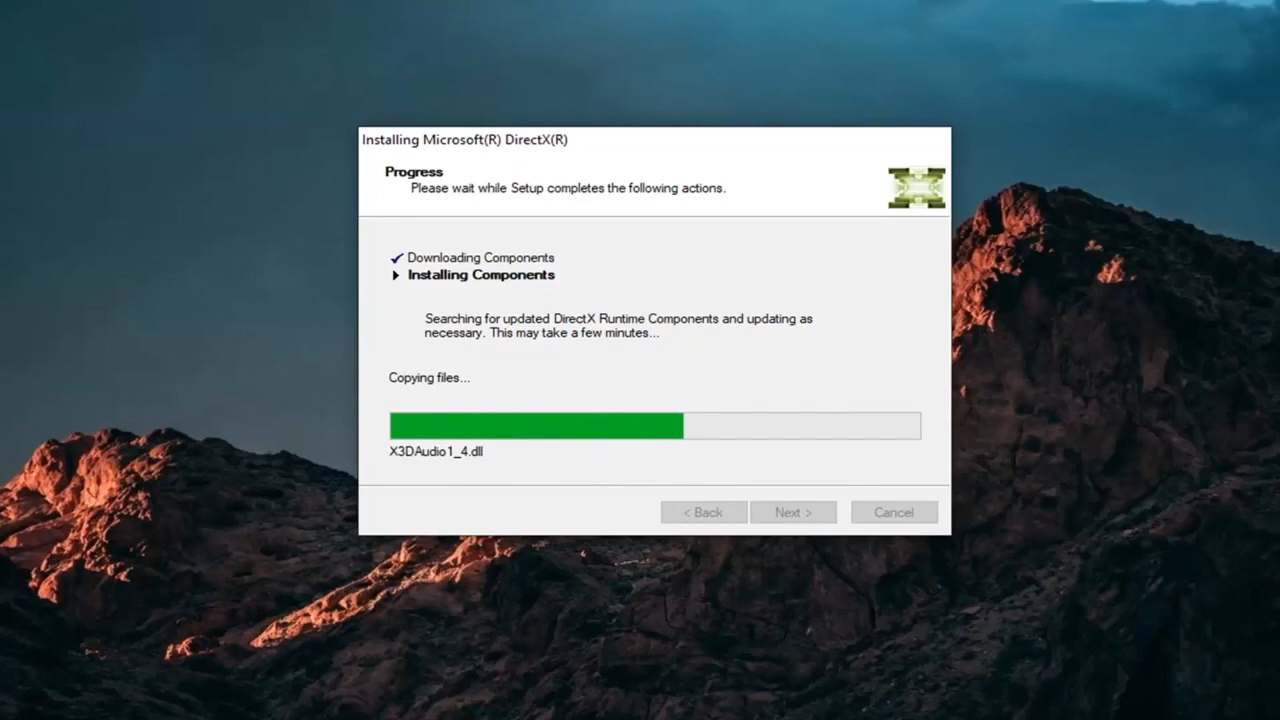 Installing Microsoft(R) DirectX(R)
Progress
Please wait while Setup completes the following actions.
Downloading Components
Installing Components
Searching for updated DirectX Runtime Components and updating as
necessary. This may take a few minutes...
Copying files...
X3DAudio1_4.dll
< Back
Next >
Cancel